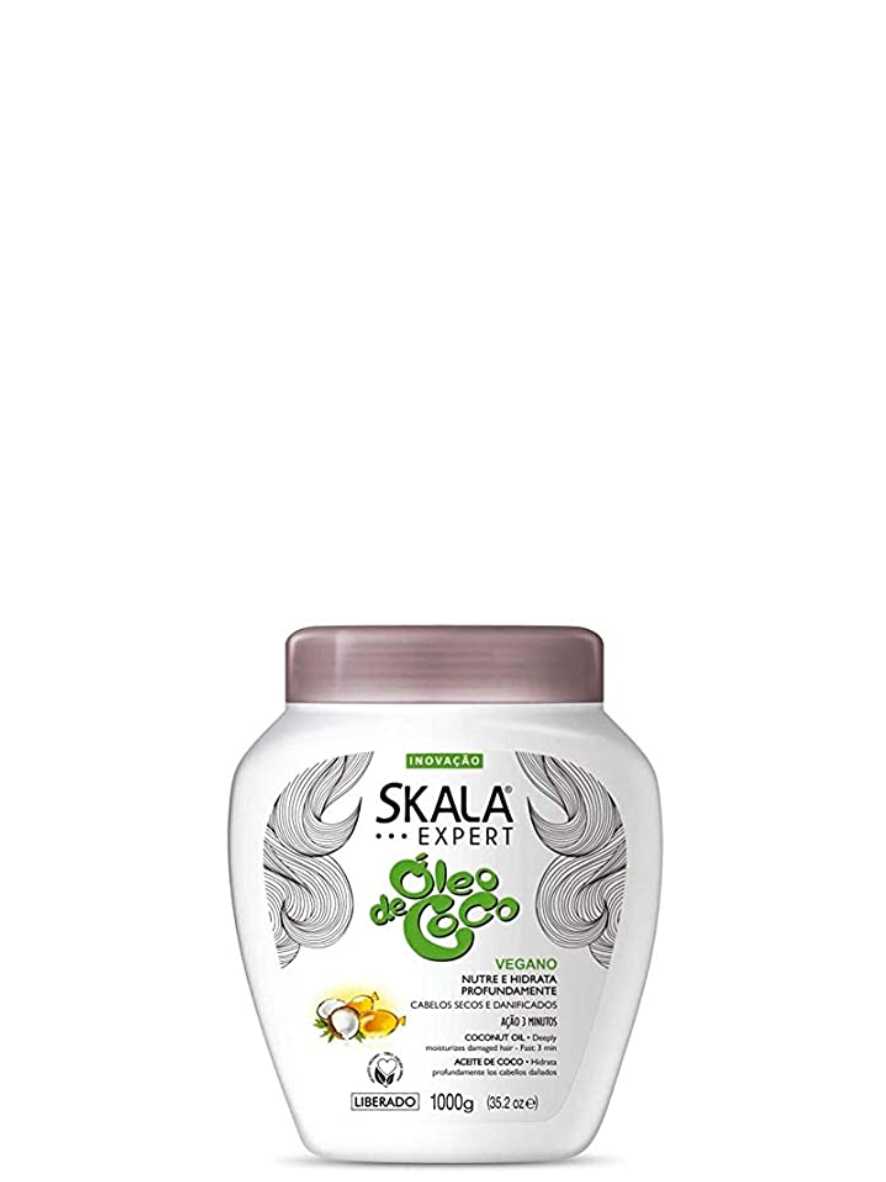 INOVAÇÃO
SKALA®
EXPERT
Óleo
de Coco
VEGANO
NUTRE E HIDRATA
PROFUNDAMENTE
CABELOS SECOS E DANIFICADOS
AÇÃO 3 MINUTOS
COCONUT OIL • Deeply
moisturizes damaged hair - Fast: 3 min
ACEITE DE COCO • Hidrata
profundamente los cabellos dañados
LIBERADO 1000g (35.2 oz℮)